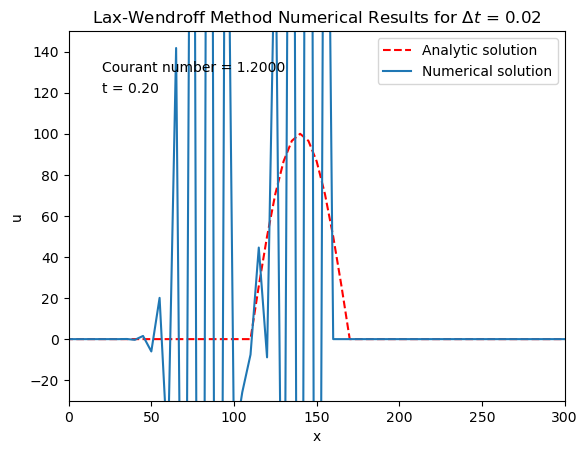 Lax-Wendroff Method Numerical Results for Δt = 0.02
Analytic solution
Numerical solution
Courant number = 1.2000
t = 0.20
140
120
100
80
60
40
20
0
−20
u
0 50 100 150 200 250 300
x